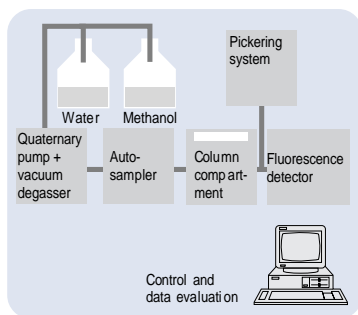 Pickering
system
Water
Methanol
Quaternary
pump +
vacuum
degasser
Auto-
sampler
Column
compart-
ment
Fluorescence
detector
Control and
data evaluation